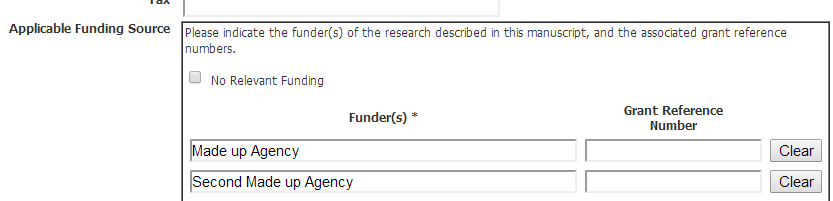 Applicable Funding Source
Please indicate the funder(s) of the research described in this manuscript, and the associated grant reference
numbers.
No Relevant Funding
Funder(s) *
Grant Reference
Number
Made up Agency
Clear
Second Made up Agency
Clear